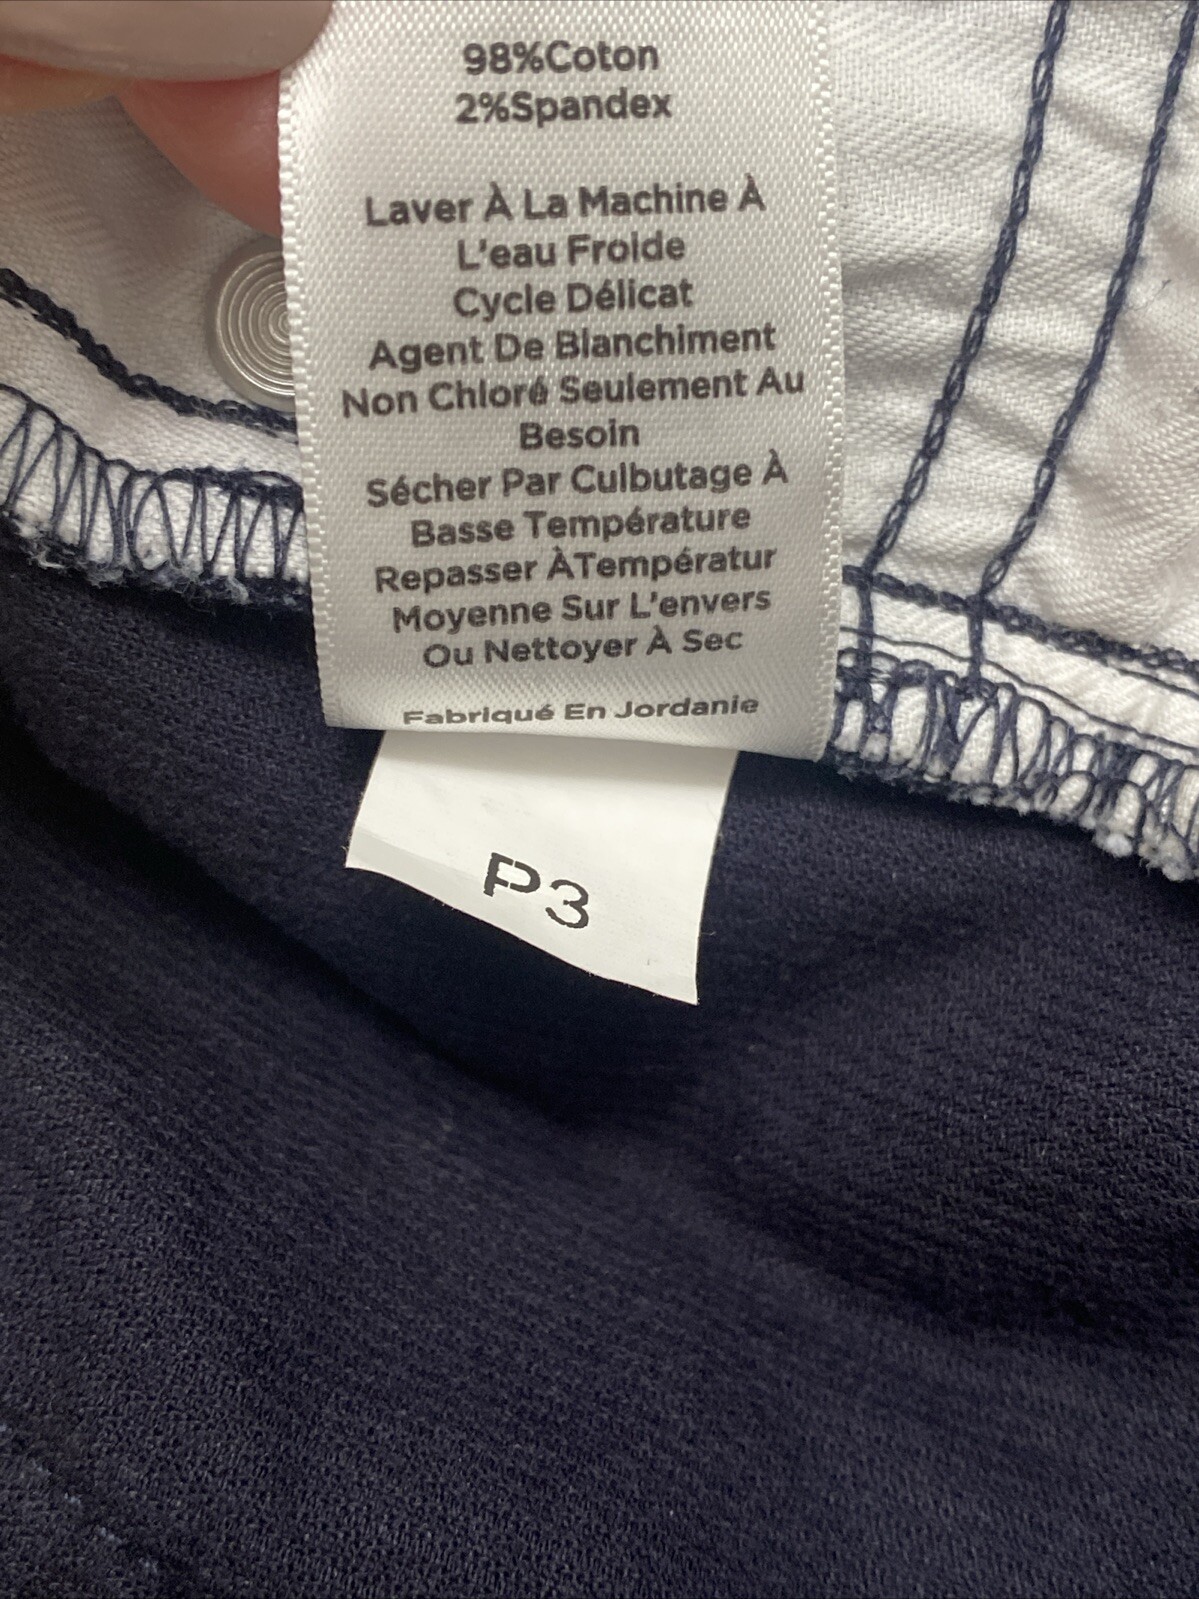 98%Coton
2%Spandex
Laver À La Machine À
L'eau Froide
Cycle Délicat
Agent De Blanchiment
Non Chloré Seulement Au
Besoin
Sécher Par Culbutage À
Basse Température
Repasser ÀTempératur
Moyenne Sur L'envers
Ou Nettoyer À Sec
Fabriqué En Jordanie
P3